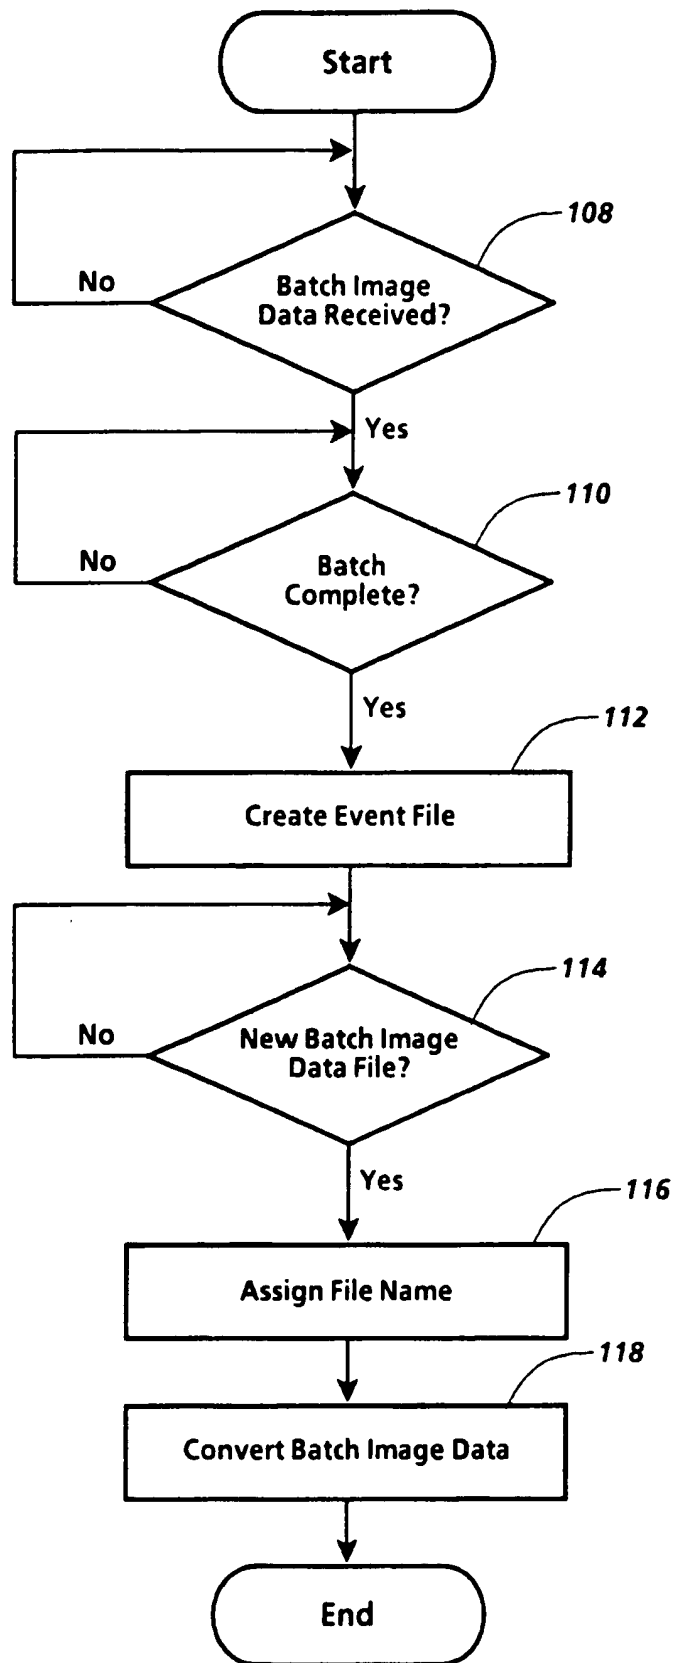 Start
108
Batch Image
Data Received?
No
Yes
110
Batch
Complete?
No
Yes
112
Create Event File
114
New Batch Image
Data File?
No
Yes
116
Assign File Name
118
Convert Batch Image Data
End